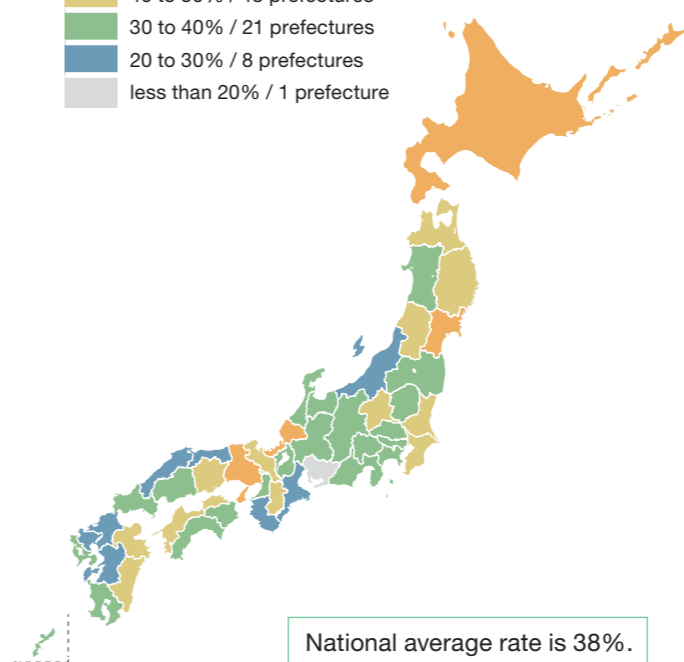 30 to 40% / 21 prefectures
20 to 30% / 8 prefectures
less than 20% / 1 prefecture
National average rate is 38%.